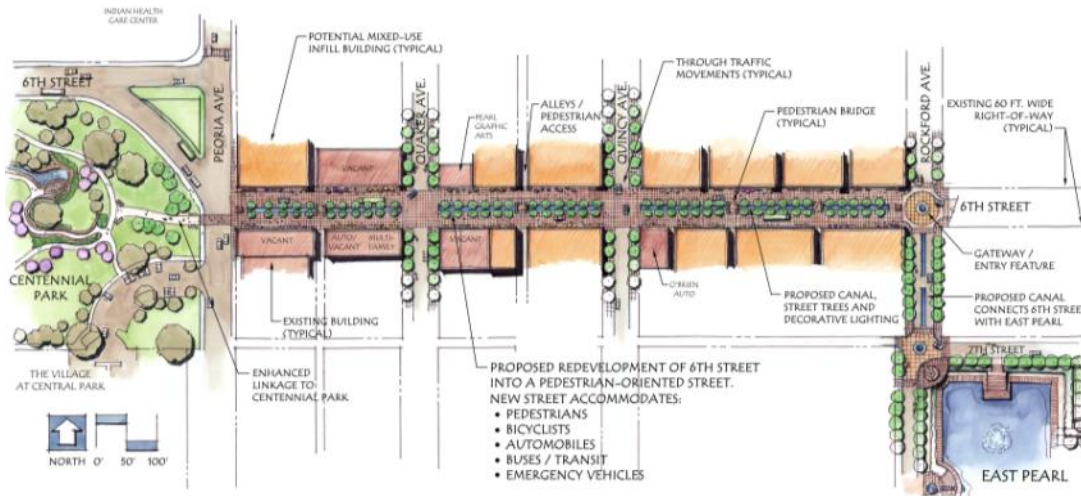 INDIAN HEALTH
CARE CENTER
6TH STREET
PEORIA AVE.
POTENTIAL MIXED-USE
INFILL BUILDING (TYPICAL)
VACANT
QUAKER AVE.
PEARL
GRAPHIC
ARTS
ALLEYS /
PEDESTRIAN
ACCESS
QUINCY AVE.
THROUGH TRAFFIC
MOVEMENTS (TYPICAL)
PEDESTRIAN BRIDGE
(TYPICAL)
ROCKFORD AVE.
EXISTING 60 FT. WIDE
RIGHT-OF-WAY
(TYPICAL)
6TH STREET
CENTENNIAL
PARK
VACANT
AUTO/
VACANT
MULTI-
FAMILY
VACANT
O'BRIEN
AUTO
GATEWAY /
ENTRY FEATURE
EXISTING BUILDING
(TYPICAL)
PROPOSED CANAL,
STREET TREES AND
DECORATIVE LIGHTING
PROPOSED CANAL
CONNECTS 6TH STREE
WITH EAST PEARL
7TH STREET
THE VILLAGE
AT CENTRAL PARK
ENHANCED
LINKAGE TO
CENTENNIAL PARK
PROPOSED REDEVELOPMENT OF 6TH STREET
INTO A PEDESTRIAN-ORIENTED STREET.
NEW STREET ACCOMMODATES:
• PEDESTRIANS
• BICYCLISTS
• AUTOMOBILES
• BUSES / TRANSIT
• EMERGENCY VEHICLES
NORTH 0' 50' 100'
EAST PEARL